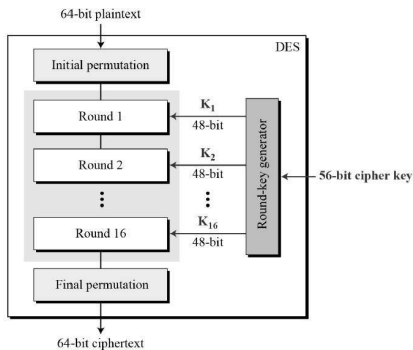 64-bit plaintext
DES
Initial permutation
Round 1
K1
48-bit
Round 2
K2
48-bit
Round 16
K16
48-bit
Round-key generator
56-bit cipher key
Final permutation
64-bit ciphertext